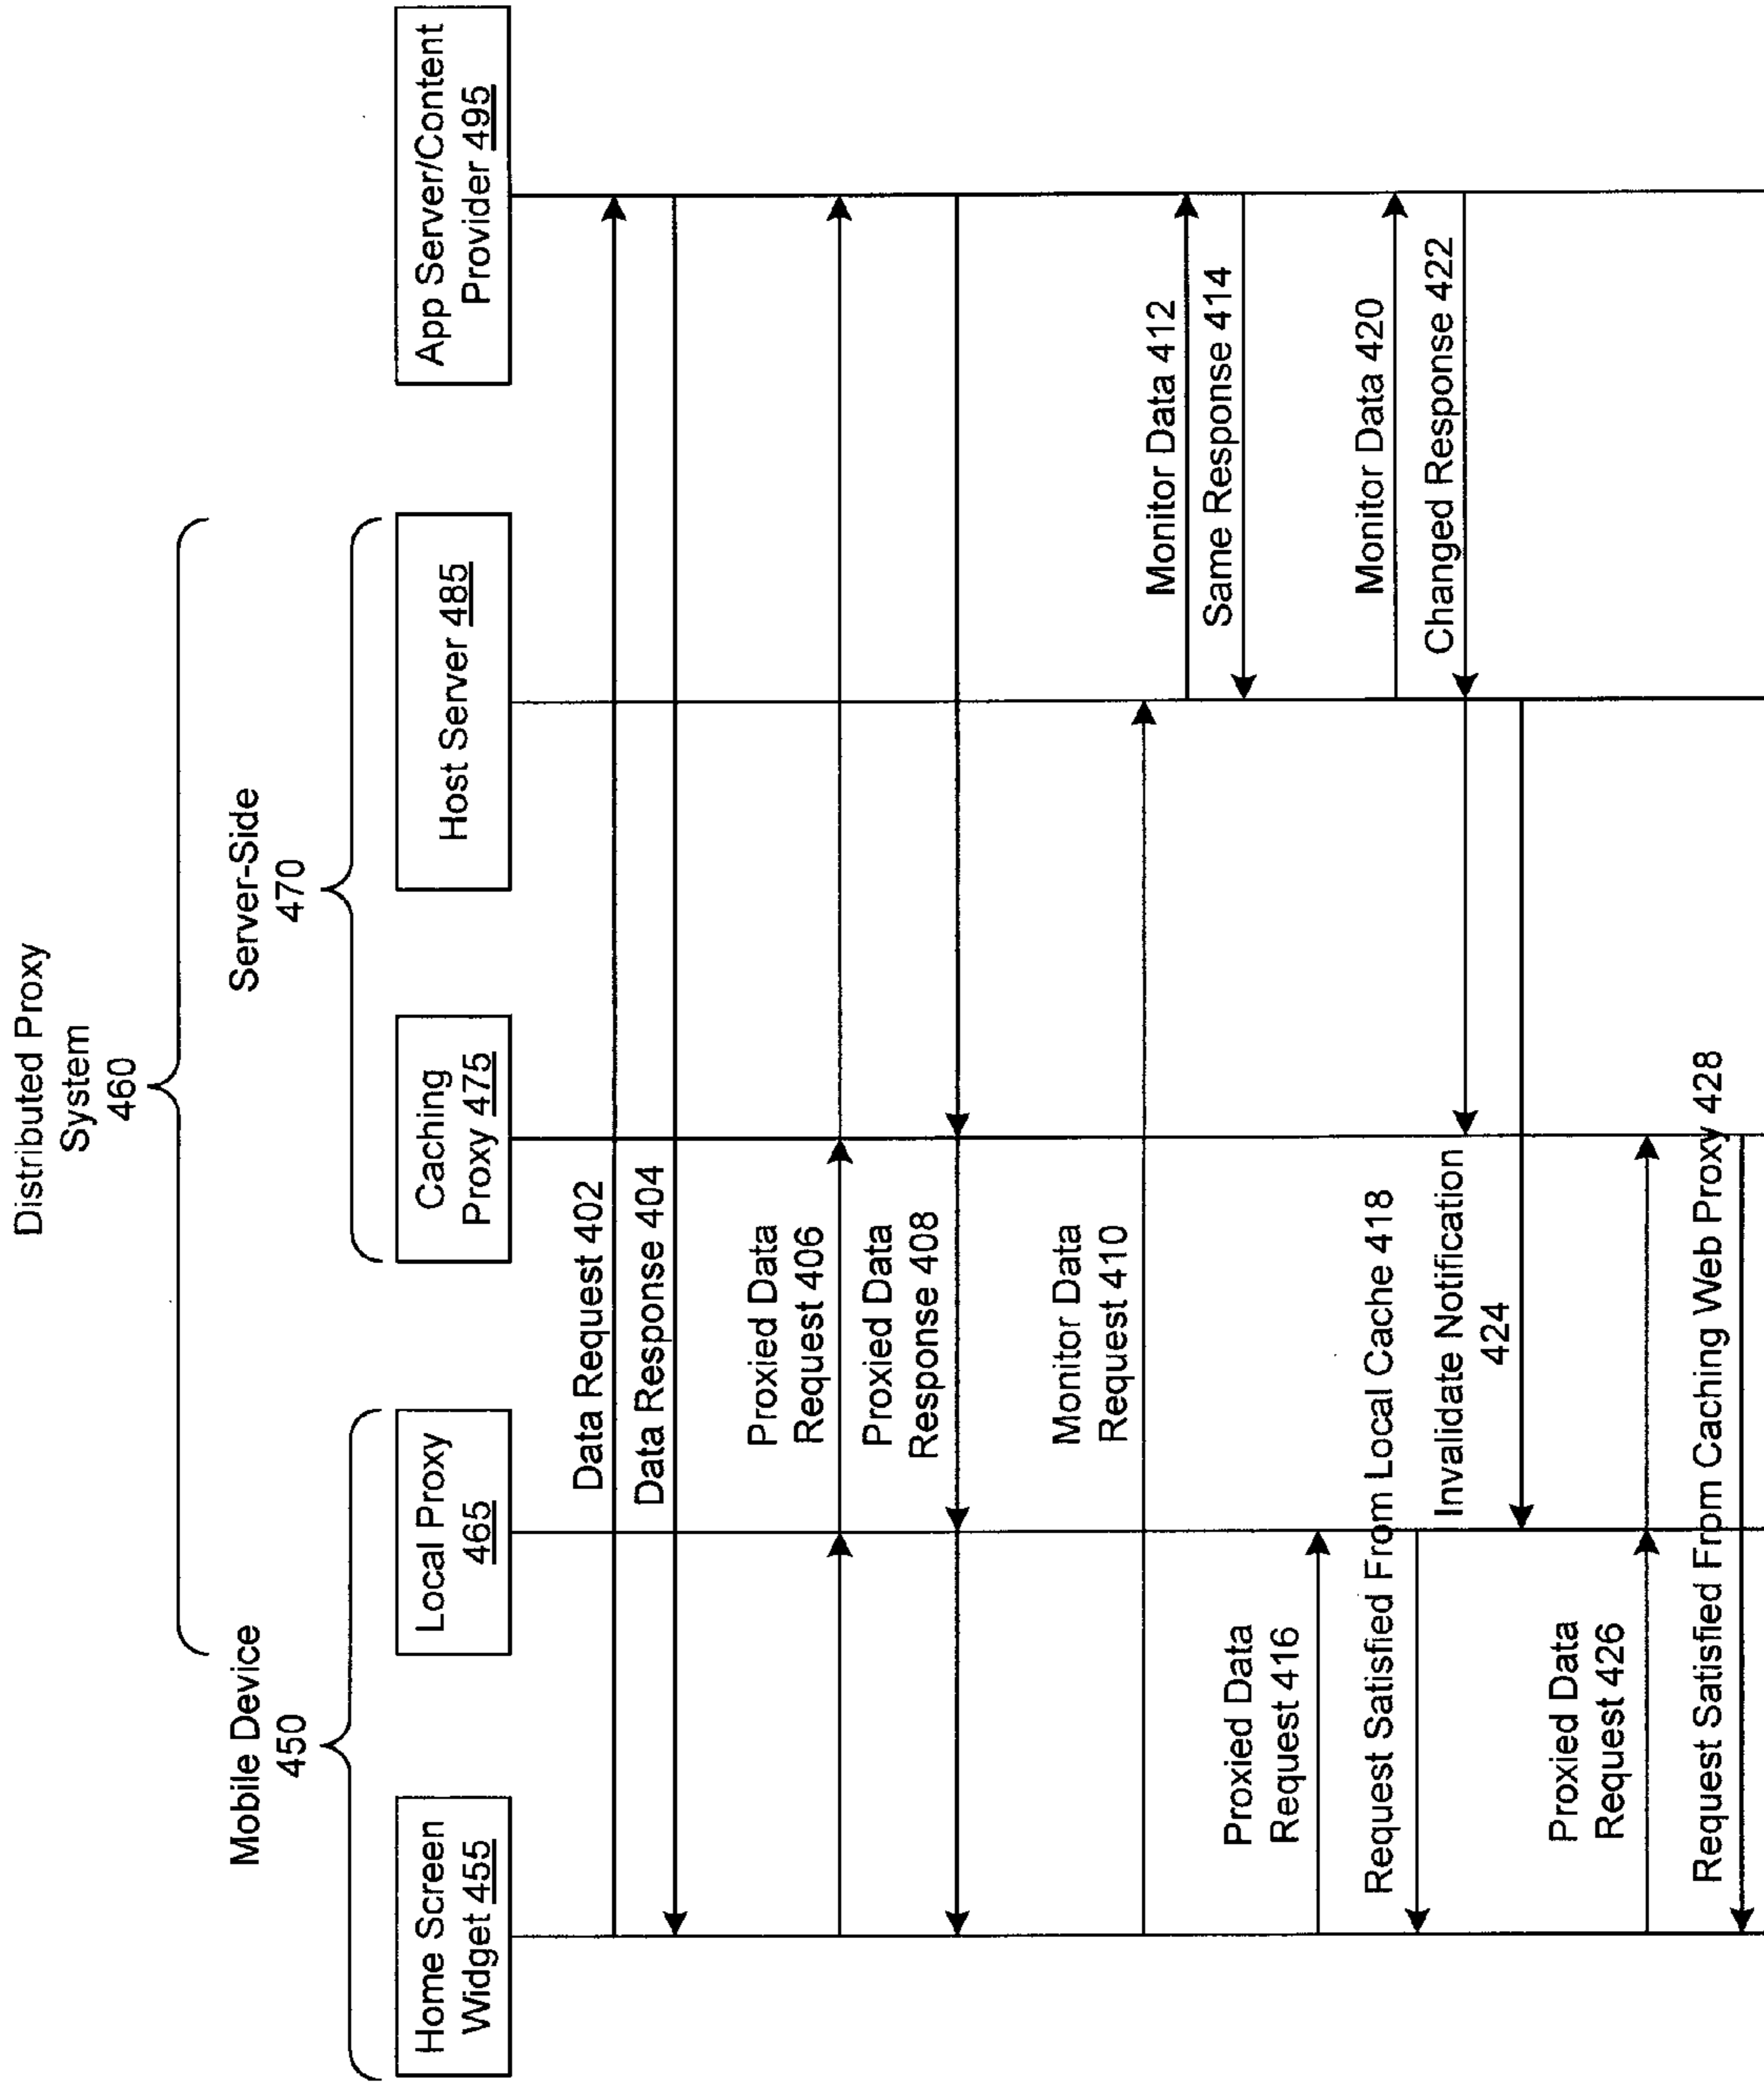 Distributed Proxy
System
460
Mobile Device
450
Server-Side
470
Home Screen
Widget 455
Local Proxy
465
Caching
Proxy 475
Host Server 485
App Server/Content
Provider 495
Data Request 402
Data Response 404
Proxied Data
Request 406
Proxied Data
Response 408
Monitor Data
Request 410
Monitor Data 412
Same Response 414
Proxied Data
Request 416
Request Satisfied From Local Cache 418
Monitor Data 420
Changed Response 422
Invalidate Notification
424
Proxied Data
Request 426
Request Satisfied From Caching Web Proxy 428